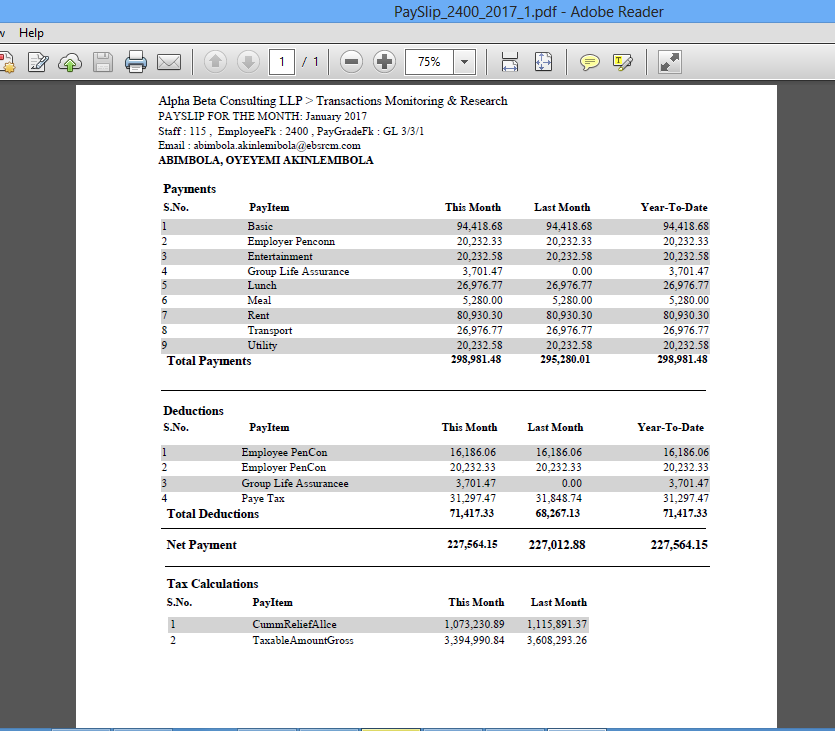 PaySlip_2400_2017_1.pdf - Adobe Reader
Help
1 / 1 75%
Alpha Beta Consulting LLP > Transactions Monitoring & Research
PAYSLIP FOR THE MONTH: January 2017
Staff : 115 , EmployeeFk : 2400 , PayGradeFk : GL 3/3/1
Email : abimbola.akinlemibola@ebsrcm.com
ABIMBOLA, OYEYEMI AKINLEMIBOLA
Payments
S.No. PayItem This Month Last Month Year-To-Date
1 Basic 94,418.68 94,418.68 94,418.68
2 Employer Penconn 20,232.33 20,232.33 20,232.33
3 Entertainment 20,232.58 20,232.58 20,232.58
4 Group Life Assurance 3,701.47 0.00 3,701.47
5 Lunch 26,976.77 26,976.77 26,976.77
6 Meal 5,280.00 5,280.00 5,280.00
7 Rent 80,930.30 80,930.30 80,930.30
8 Transport 26,976.77 26,976.77 26,976.77
9 Utility 20,232.58 20,232.58 20,232.58
Total Payments 298,981.48 295,280.01 298,981.48
Deductions
S.No. PayItem This Month Last Month Year-To-Date
1 Employee PenCon 16,186.06 16,186.06 16,186.06
2 Employer PenCon 20,232.33 20,232.33 20,232.33
3 Group Life Assurancee 3,701.47 0.00 3,701.47
4 Paye Tax 31,297.47 31,848.74 31,297.47
Total Deductions 71,417.33 68,267.13 71,417.33
Net Payment 227,564.15 227,012.88 227,564.15
Tax Calculations
S.No. PayItem This Month Last Month
1 CummReliefAllce 1,073,230.89 1,115,891.37
2 TaxableAmountGross 3,394,990.84 3,608,293.26